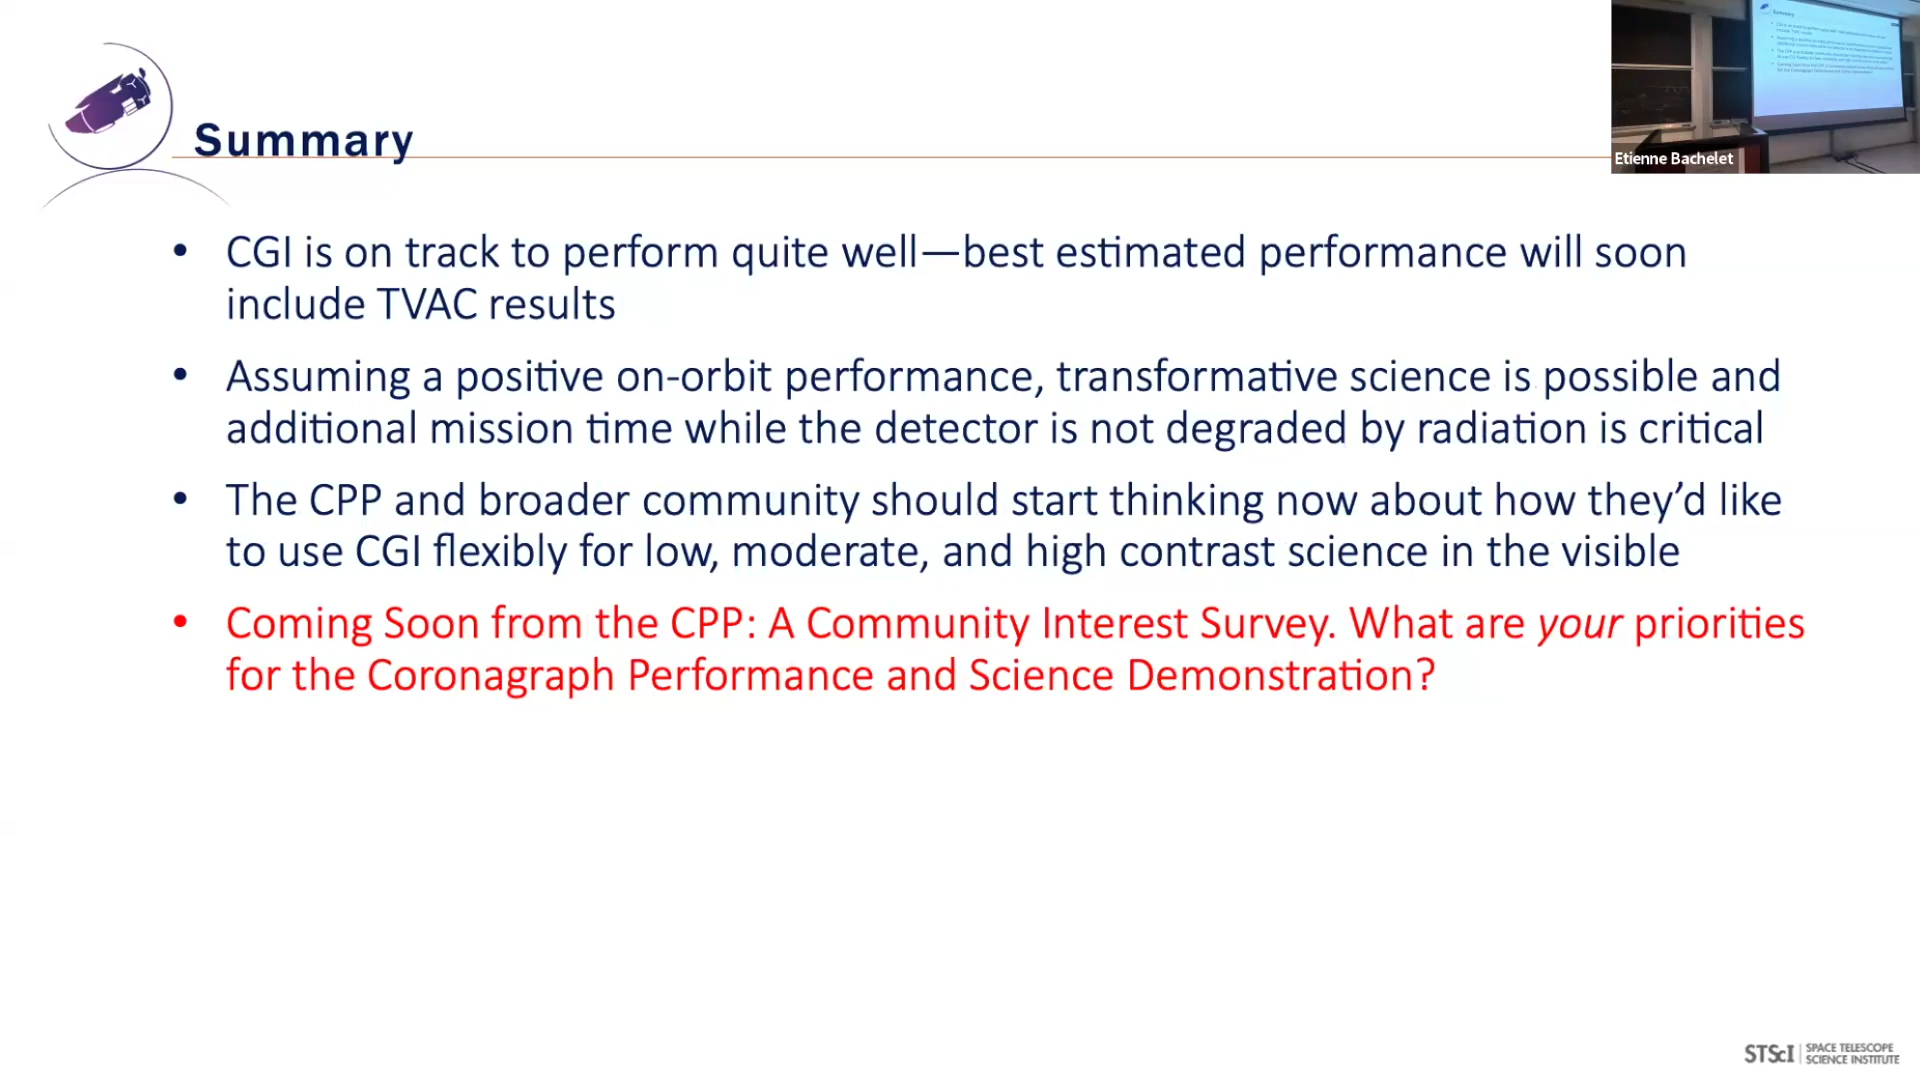 Summary
Etienne Bachelet
• CGI is on track to perform quite well—best estimated performance will soon
include TVAC results
• Assuming a positive on-orbit performance, transformative science is possible and
additional mission time while the detector is not degraded by radiation is critical
• The CPP and broader community should start thinking now about how they’d like
to use CGI flexibly for low, moderate, and high contrast science in the visible
• Coming Soon from the CPP: A Community Interest Survey. What are your priorities
for the Coronagraph Performance and Science Demonstration?
STScI | SPACE TELESCOPE
SCIENCE INSTITUTE